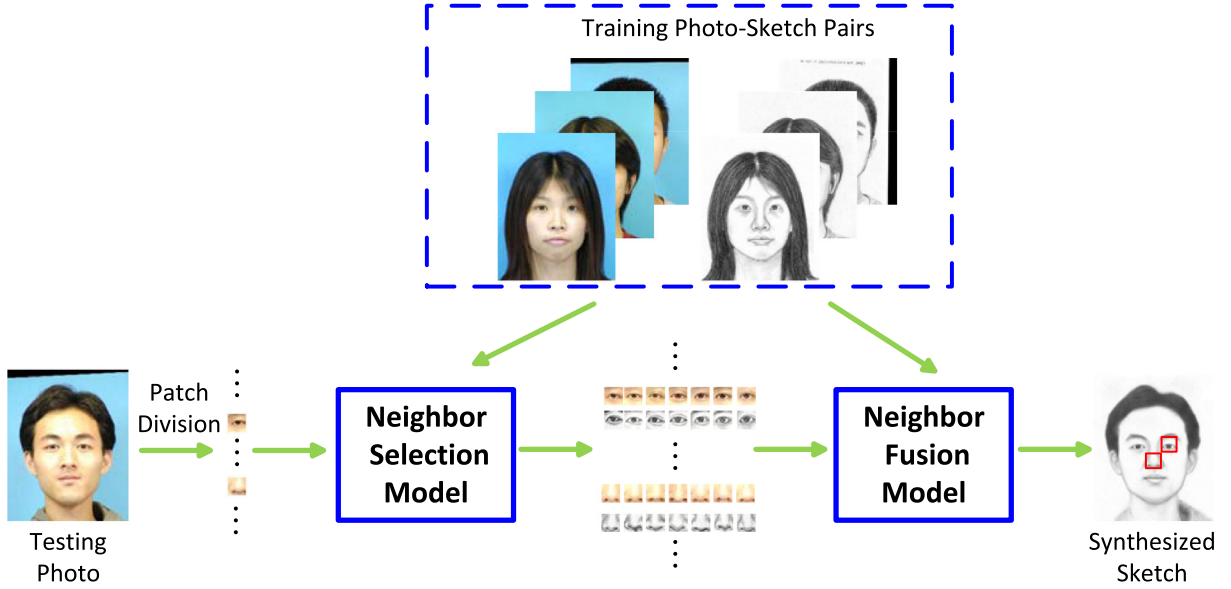 Training Photo-Sketch Pairs
Patch
Division
Neighbor
Selection
Model
Neighbor
Fusion
Model
Testing
Photo
Synthesized
Sketch